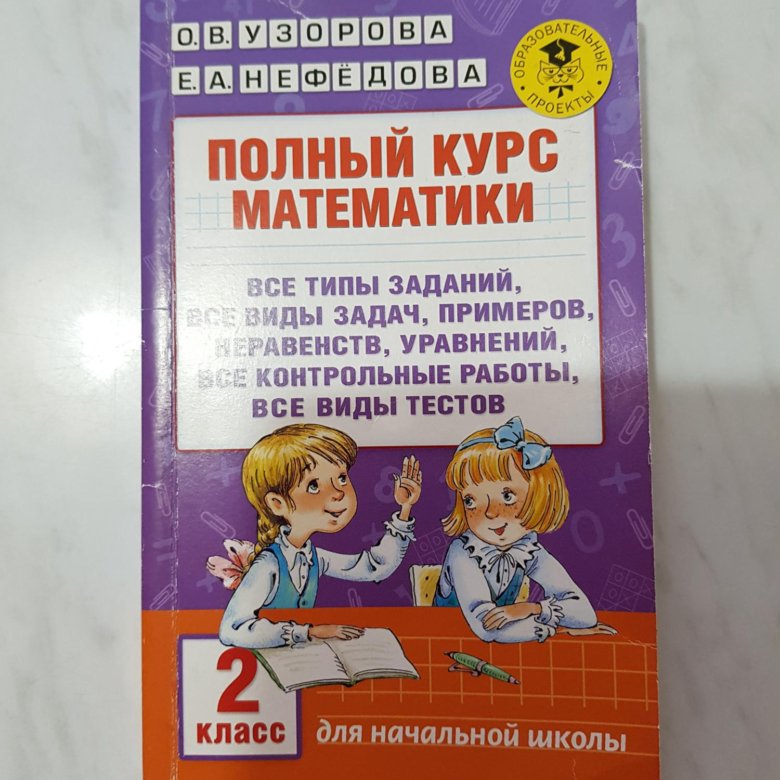 О.В. УЗОРОВА
Е.А. НЕФЁДОВА
ОБРАЗОВАТЕЛЬНЫЕ
ПРОЕКТЫ
ПОЛНЫЙ КУРС
МАТЕМАТИКИ
ВСЕ ТИПЫ ЗАДАНИЙ,
ВСЕ ВИДЫ ЗАДАЧ, ПРИМЕРОВ,
НЕРАВЕНСТВ, УРАВНЕНИЙ,
ВСЕ КОНТРОЛЬНЫЕ РАБОТЫ,
ВСЕ ВИДЫ ТЕСТОВ
2
КЛАСС
для начальной школы